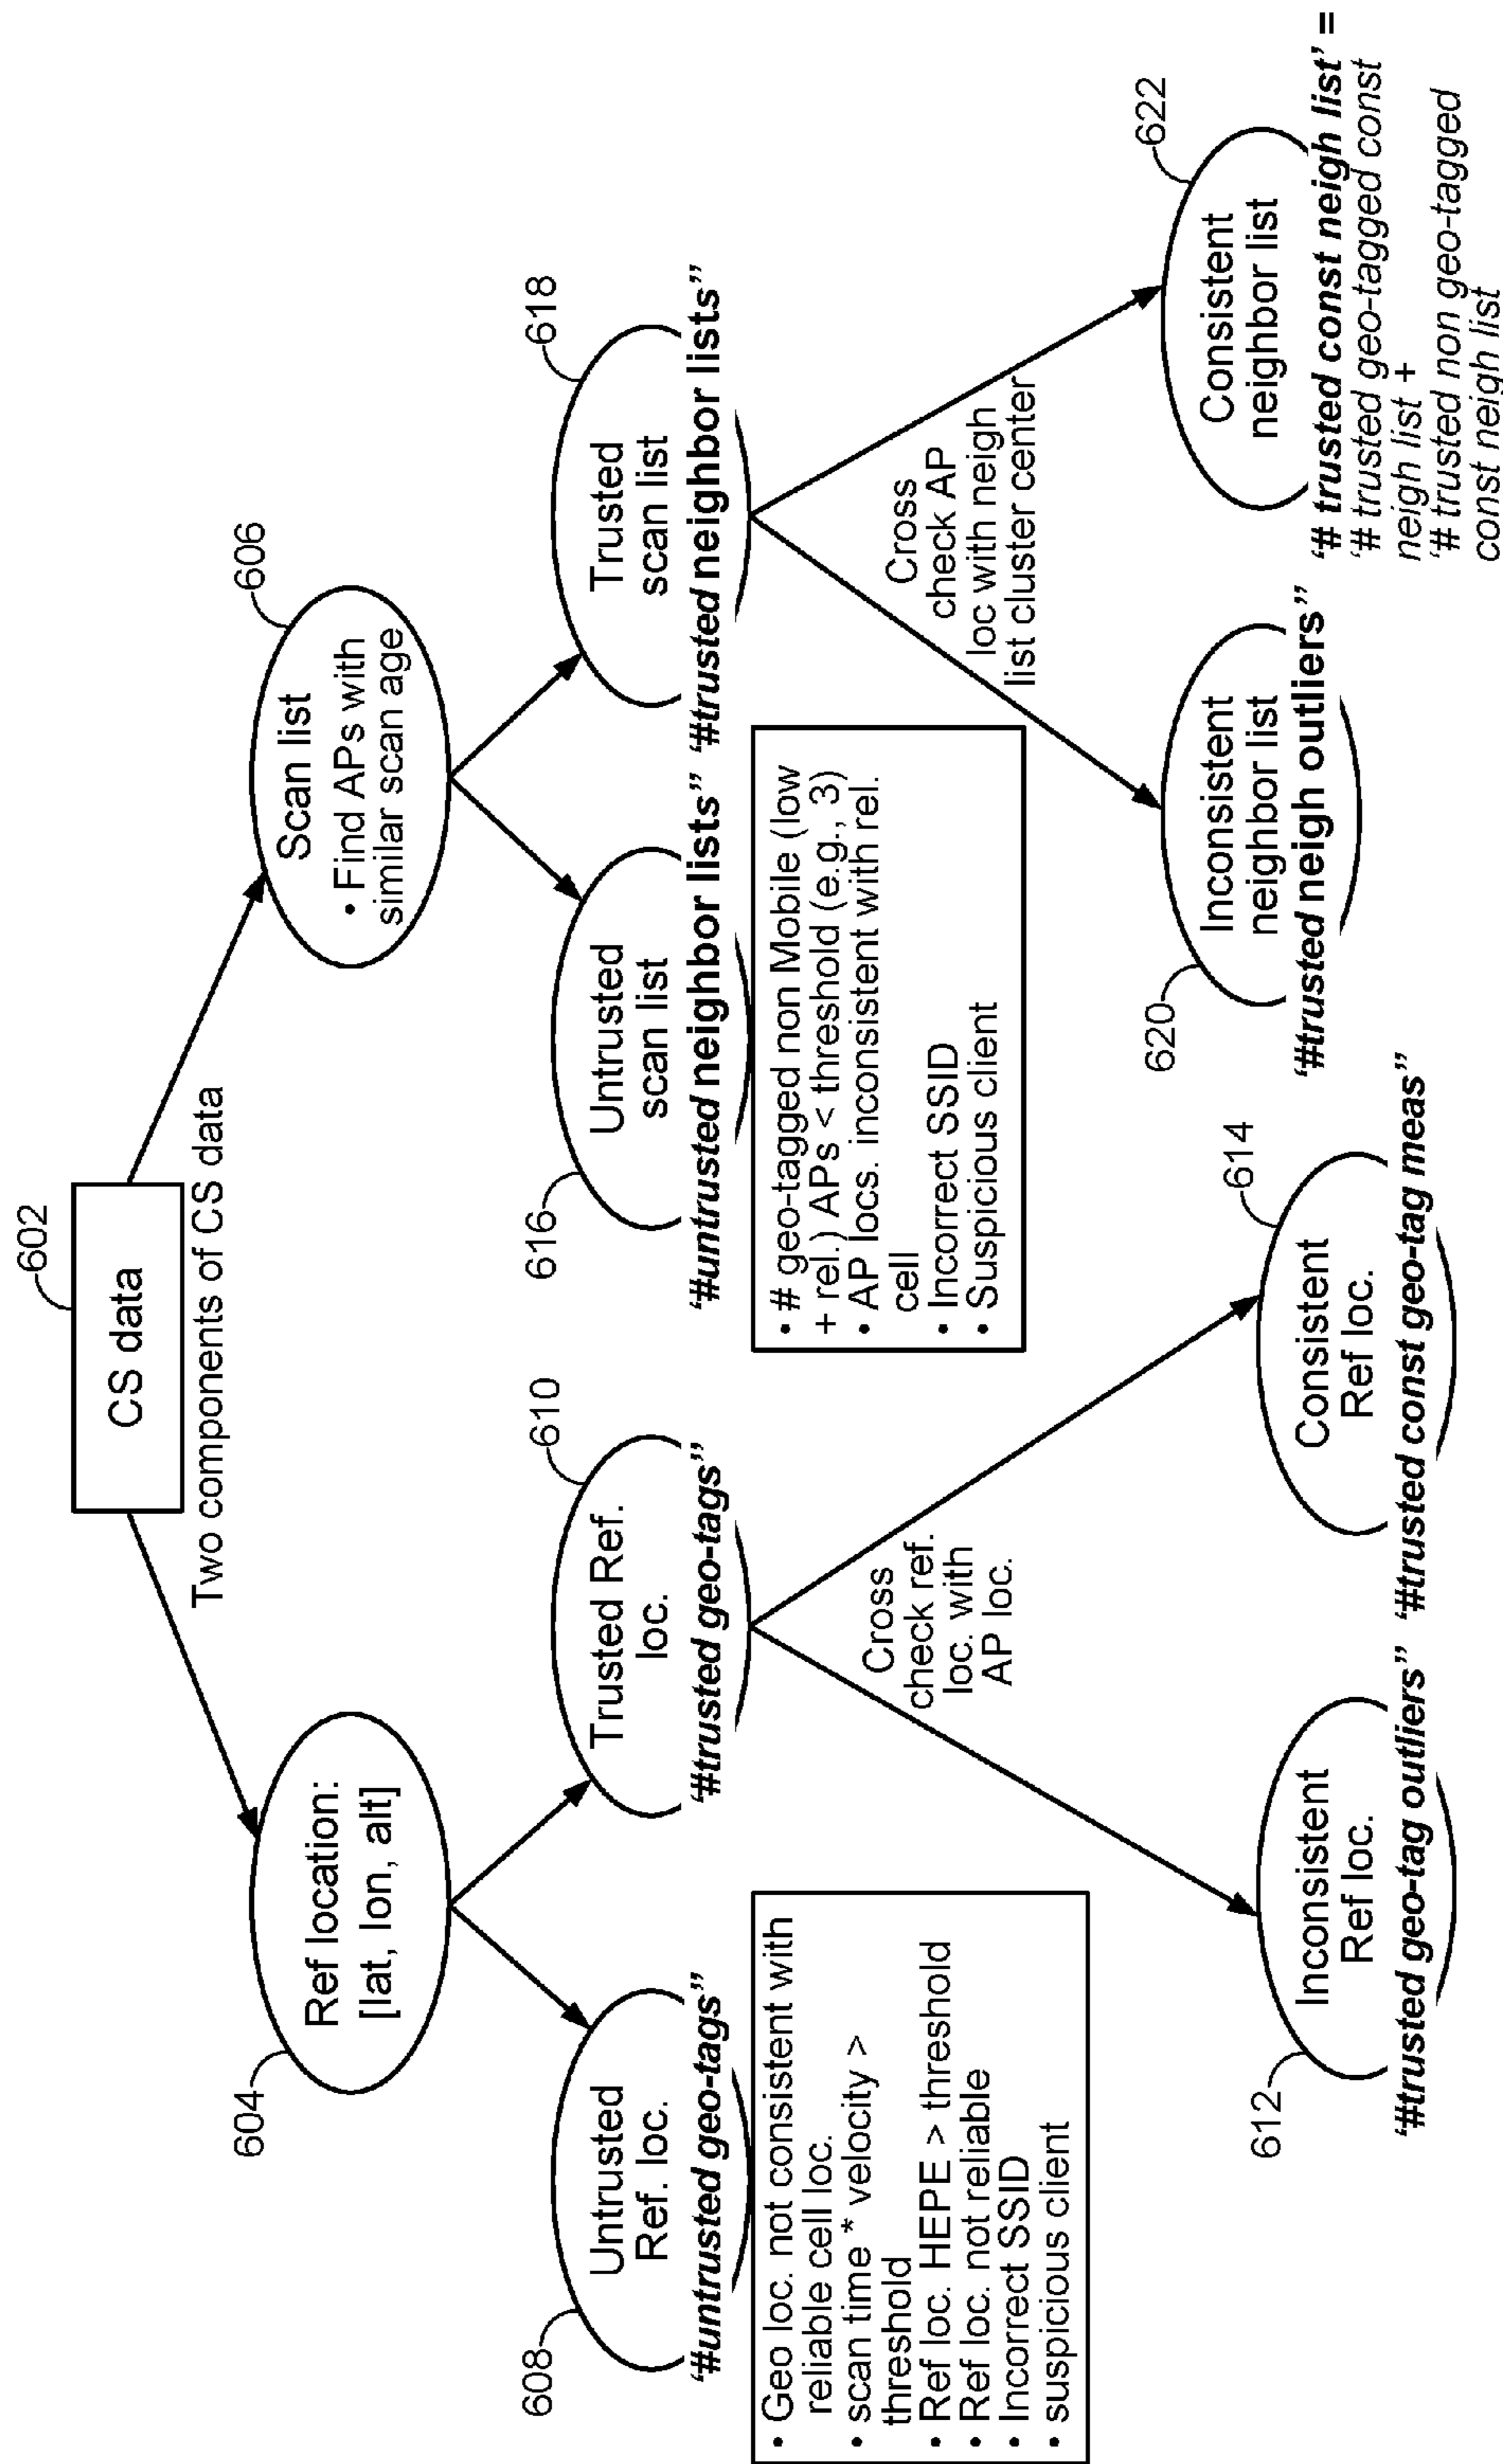 602
CS data
Two components of CS data
604
Ref location:
[lat, lon, alt]
606
Scan list
• Find APs with
similar scan age
608
Untrusted
Ref. loc.
‘#untrusted geo-tags”
• Geo loc. not consistent with
reliable cell loc.
• scan time * velocity >
threshold
• Ref loc. HEPE > threshold
• Ref loc. not reliable
• Incorrect SSID
• suspicious client
610
Trusted Ref.
loc.
‘#trusted geo-tags”
616
Untrusted
scan list
‘#untrusted neighbor lists”
• # geo-tagged non Mobile (low
+ rel.) APs < threshold (e.g., 3)
• AP locs. inconsistent with rel.
cell
• Incorrect SSID
• Suspicious client
618
Trusted
scan list
‘#trusted neighbor lists”
Cross
check ref.
loc. with
AP loc.
Cross
check AP
loc with neigh
list cluster center
612
Inconsistent
Ref loc.
‘#trusted geo-tag outliers”
614
Consistent
Ref loc.
‘#trusted const geo-tag meas”
620
Inconsistent
neighbor list
‘#trusted neigh outliers”
622
Consistent
neighbor list
‘# trusted const neigh list’ =
‘# trusted geo-tagged const
neigh list +
‘# trusted non geo-tagged
const neigh list